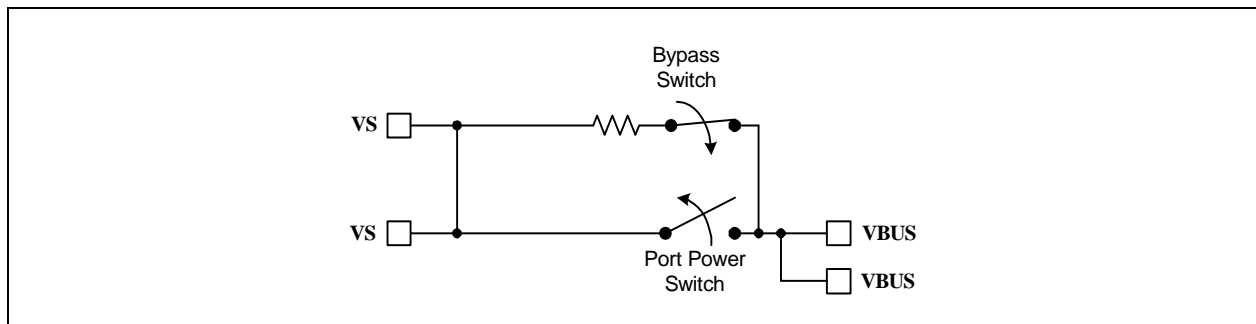 Bypass
Switch
VS
VS
VBUS
Port Power
Switch
VBUS